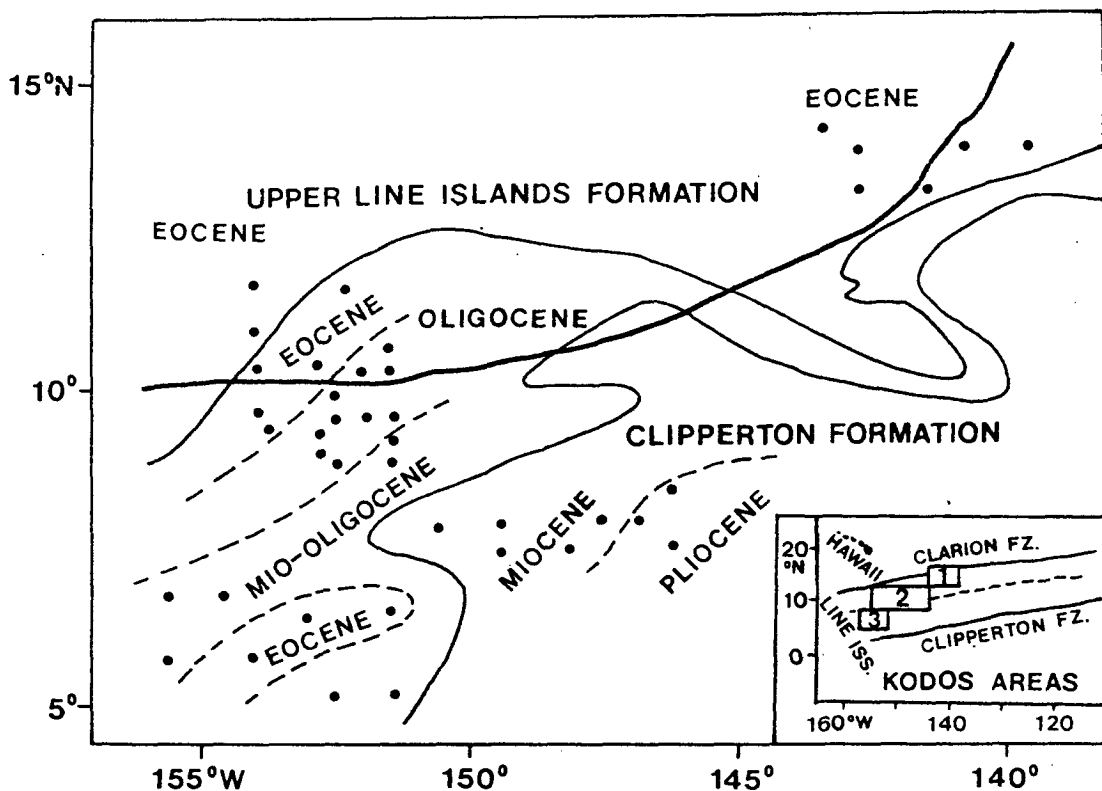 15°N
EOCENE
UPPER LINE ISLANDS FORMATION
EOCENE
EOCENE
OLIGOCENE
10°
CLIPPERTON FORMATION
MIO-OLIGOCENE
MIOCENE
PLIOCENE
EOCENE
5°
155°W
150°
145°
140°
20
°N
HAWAII
CLARION FZ.
1
10
2
LINE ISS.
3
CLIPPERTON FZ.
0
KODOS AREAS
160°W
140
120